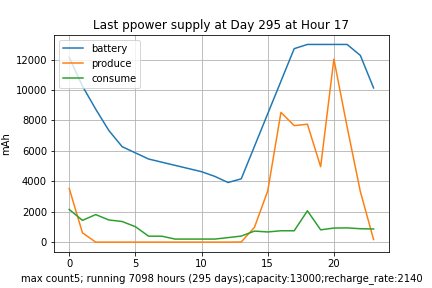 Last ppower supply at Day 295 at Hour 17
battery
produce
consume
mAh
12000
10000
8000
6000
4000
2000
0
0 5 10 15 20
max count5; running 7098 hours (295 days);capacity:13000;recharge_rate:2140